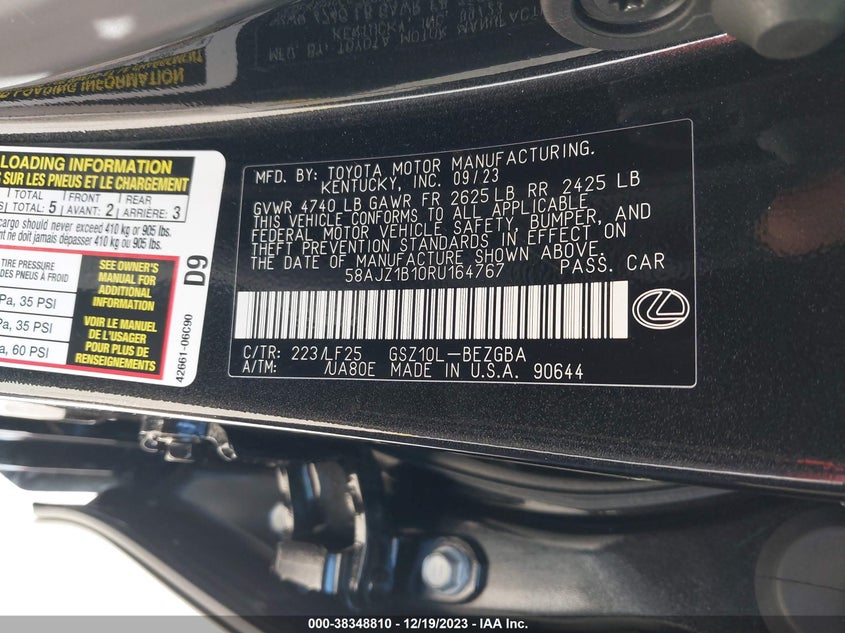 LOADING INFORMATION
SUR LES PNEUS ET LE CHARGEMENT
TOTAL FRONT REAR
TOTAL: 5 AVANT: 2 ARRIÈRE: 3
cargo should never exceed 410 kg or 905 lbs.
nt ne doit jamais dépasser 410 kg ou 905 lbs.
TIRE PRESSURE
DES PNEUS À FROID
Pa, 35 PSI
Pa, 35 PSI
a, 60 PSI
SEE OWNER'S
MANUAL FOR
ADDITIONAL
INFORMATION
VOIR LE MANUEL
DE L'USAGER
POUR PLUS DE
RENSEIGNEMENTS
D9
42661-06C90
MFD. BY: TOYOTA MOTOR MANUFACTURING.
KENTUCKY, INC. 09/23
GVWR 4740 LB GAWR FR 2625 LB RR 2425 LB
THIS VEHICLE CONFORMS TO ALL APPLICABLE
FEDERAL MOTOR VEHICLE SAFETY, BUMPER, AND
THEFT PREVENTION STANDARDS IN EFFECT ON
THE DATE OF MANUFACTURE SHOWN ABOVE.
58AJZ1B10RU164767 PASS. CAR
C/TR: 223/LF25 GSZ10L-BEZGBA
A/TM: /UA80E MADE IN U.S.A. 90644
000-38348810 - 12/19/2023 - IAA Inc.